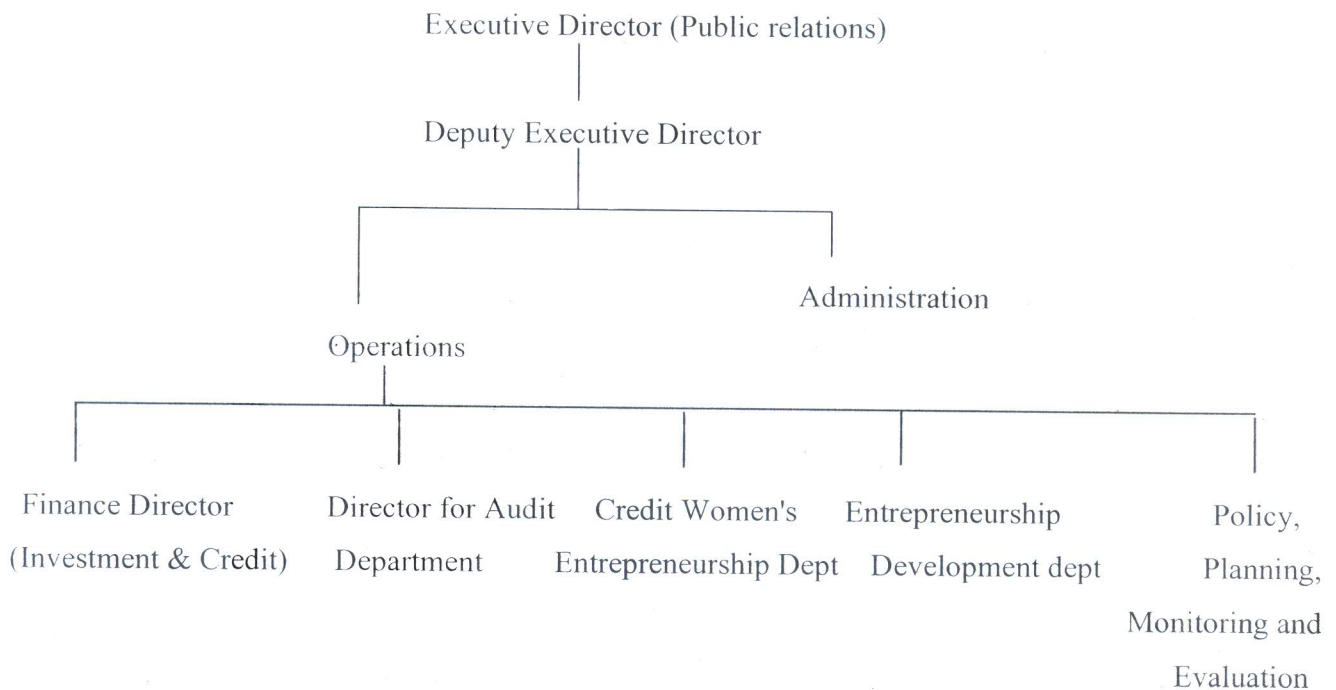 Executive Director (Public relations)
Deputy Executive Director
Administration
Operations
Finance Director
(Investment & Credit)
Director for Audit
Department
Credit Women's
Entrepreneurship Dept
Entrepreneurship
Development dept
Policy,
Planning,
Monitoring and
Evaluation